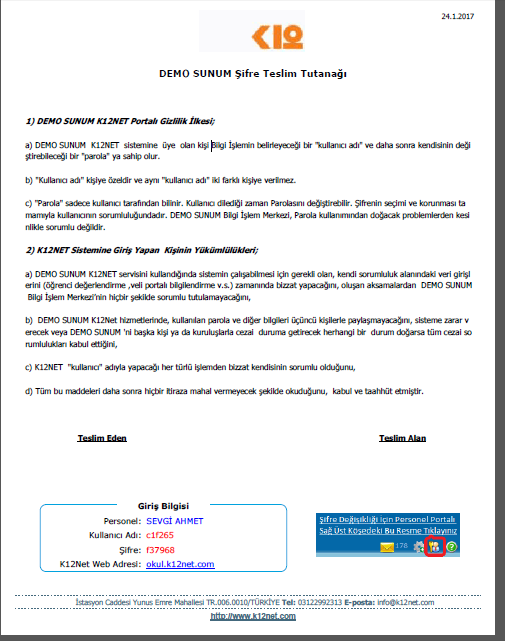 24.1.2017
K12
DEMO SUNUM Şifre Teslim Tutanağı
1) DEMO SUNUM K12NET Portalı Gizlilik İlkesi;
a) DEMO SUNUM K12NET sistemine üye olan kişi Bilgi İşlemin belirleyeceği bir "kullanıcı adı" ve daha sonra kendisinin deği
ştirebileceği bir "parola" ya sahip olur.
b) "Kullanıcı adı" kişiye özeldir ve aynı "kullanıcı adı" iki farklı kişiye verilmez.
c) "Parola" sadece kullanıcı tarafından bilinir. Kullanıcı dilediği zaman Parolasını değiştirebilir. Şifrenin seçimi ve korunması ta
mamıyla kullanıcının sorumluluğundadır. DEMO SUNUM Bilgi İşlem Merkezi, Parola kullanımından doğacak problemlerden kesi
nlikle sorumlu değildir.
2) K12NET Sistemine Giriş Yapan Kişinin Yükümlülükleri;
a) DEMO SUNUM K12NET servisini kullandığında sistemin çalışabilmesi için gerekli olan, kendi sorumluluk alanındaki veri girişl
erini (öğrenci değerlendirme ,veli portalı bilgilendirme v.s.) zamanında bizzat yapacağını, oluşan aksamalardan DEMO SUNUM
Bilgi İşlem Merkezi'nin hiçbir şekilde sorumlu tutulamayacağını,
b) DEMO SUNUM K12Net hizmetlerinde, kullanılan parola ve diğer bilgileri üçüncü kişilerle paylaşmayacağını, sisteme zarar v
erecek veya DEMO SUNUM 'ni başka kişi ya da kuruluşlarla cezai duruma getirecek herhangi bir durum doğarsa tüm cezai so
rumlulukları kabul ettiğini,
c) K12NET "kullanıcı" adıyla yapacağı her türlü işlemden bizzat kendisinin sorumlu olduğunu,
d) Tüm bu maddeleri daha sonra hiçbir itiraza mahal vermeyecek şekilde okuduğunu, kabul ve taahhüt etmiştir.
Teslim Eden Teslim Alan
Giriş Bilgisi
Personel: SEVGİ AHMET
Kullanıcı Adı: c1f265
Şifre: f37968
K12Net Web Adresi: okul.k12net.com
Şifre Değişikliği İçin Personel Portalı
Sağ Üst Köşedeki Bu Resme Tıklayınız
178
İstasyon Caddesi Yunus Emre Mahallesi TR.006.0010/TÜRKİYE Tel: 03122992313 E-posta: info@k12net.com
http://www.k12net.com